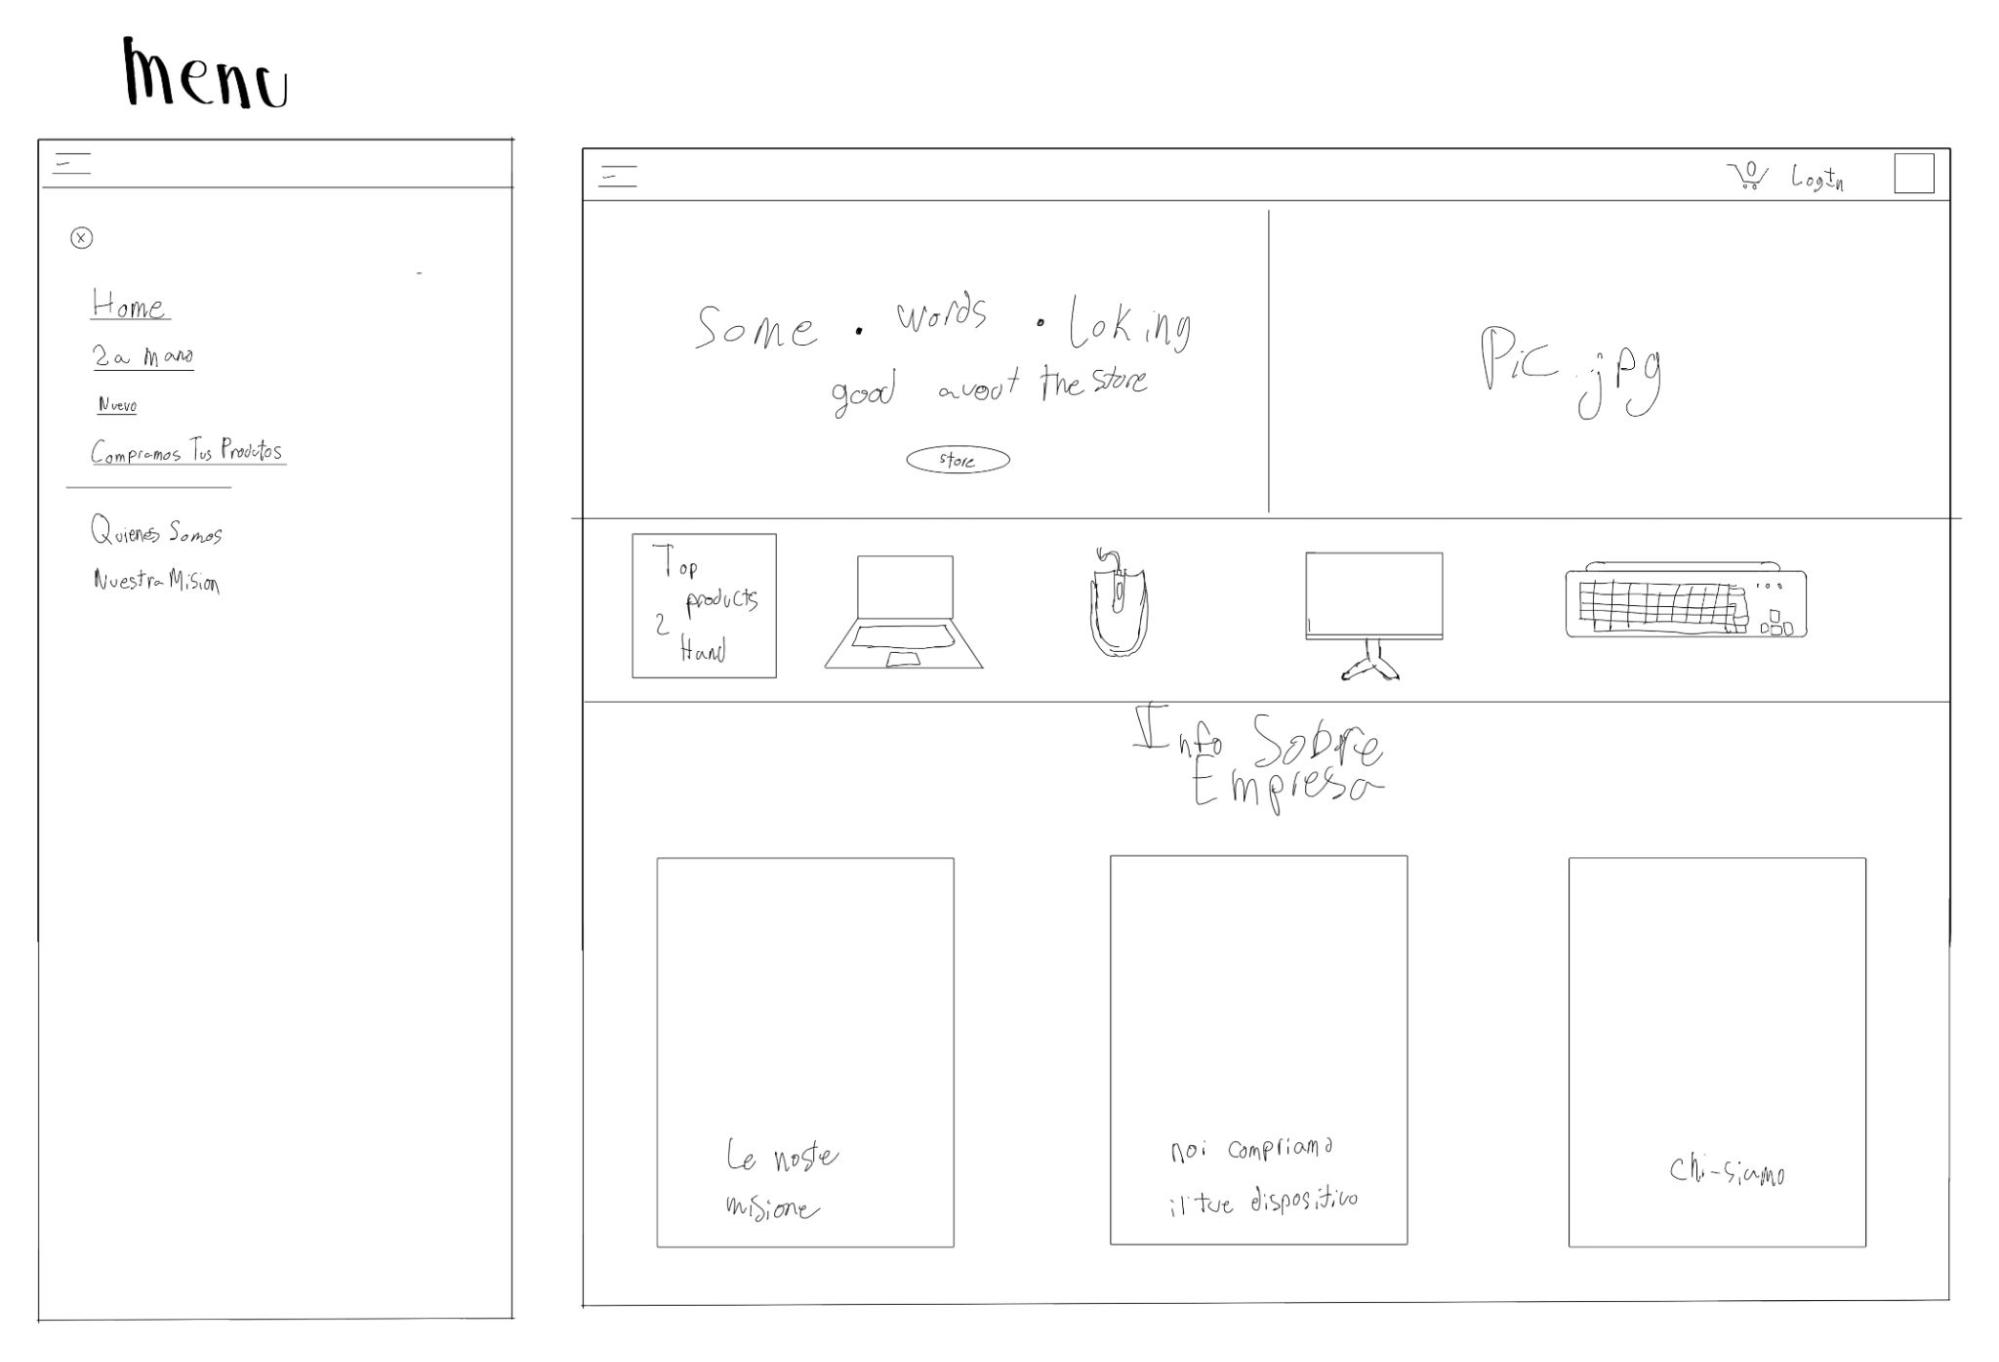 Menu
Home
2a mano
Nuevo
Compramos Tus Produtos
Quienes Somos
Nuestra Mision
0 Login
Some . words . loking
good avout the store
store
Pic.jpg
Top
products
2
Hand
Info Sobre
Empresa
Le noste
misione
noi compriamo
il tue dispositivo
chi-siamo